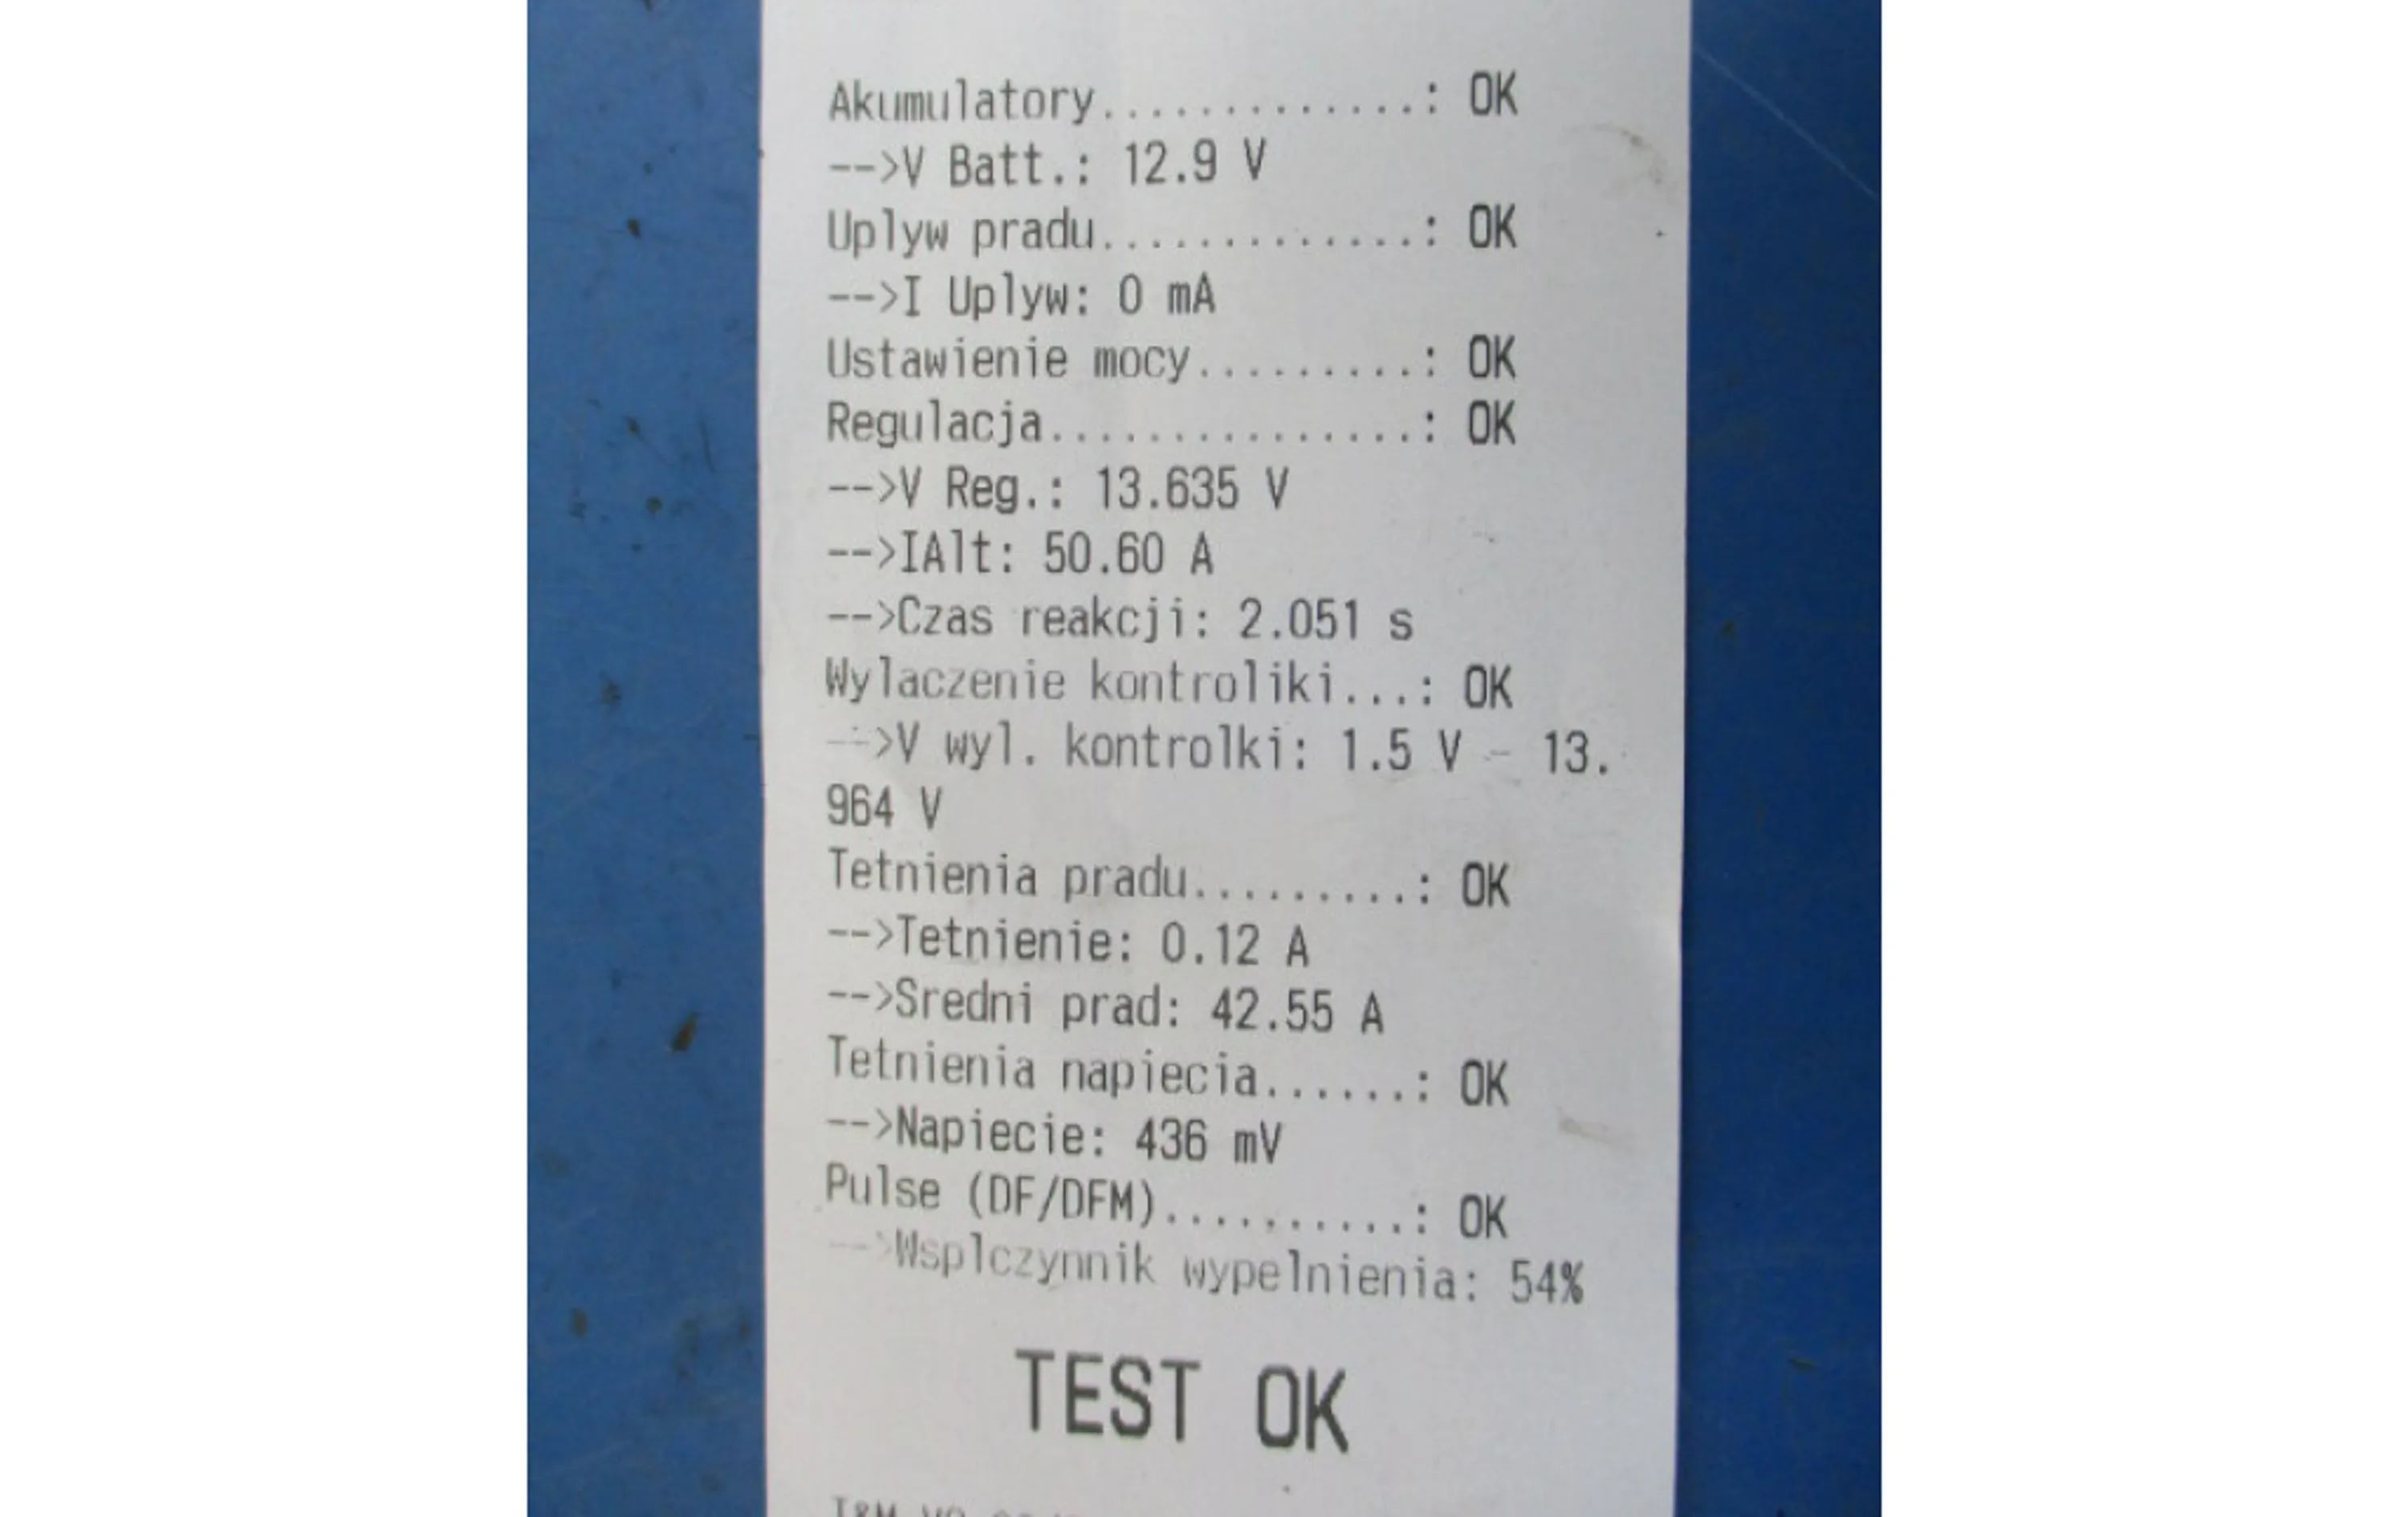 Akumulatory.............: OK
-->V Batt.: 12.9 V
Uplyw pradu.............: OK
-->I Uplyw: 0 mA
Ustawienie mocy.........: OK
Regulacja...............: OK
-->V Reg.: 13.635 V
-->IAlt: 50.60 A
-->Czas reakcji: 2.051 s
Wylaczenie kontroliki...: OK
-->V wyl. kontrolki: 1.5 V - 13.
964 V
Tetnienia pradu.........: OK
-->Tetnienie: 0.12 A
-->Sredni prad: 42.55 A
Tetnienia napiecia......: OK
-->Napiecie: 436 mV
Pulse (DF/DFM)..........: OK
-->Wsplczynnik wypelnienia: 54%
TEST OK